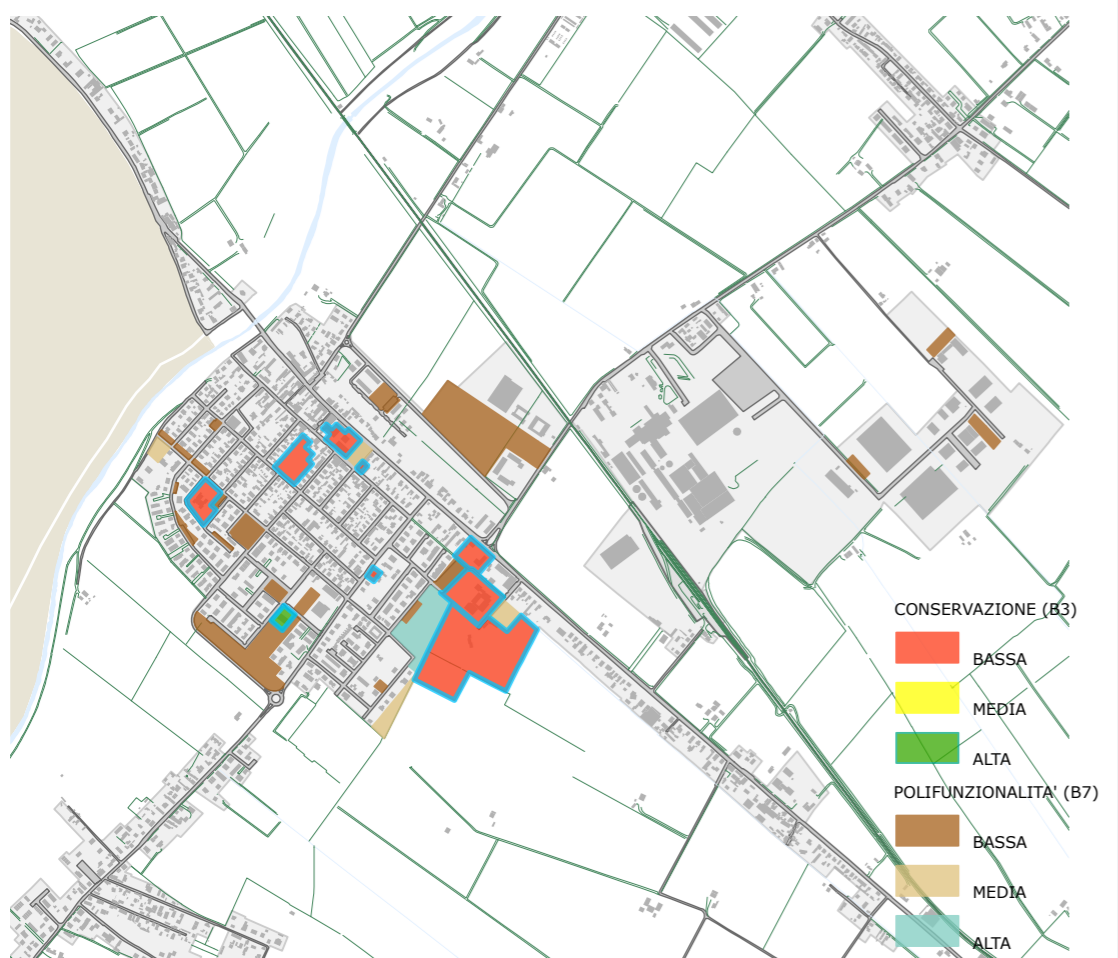 CONSERVAZIONE (B3)
BASSA
MEDIA
ALTA
POLIFUNZIONALITA' (B7)
BASSA
MEDIA
ALTA